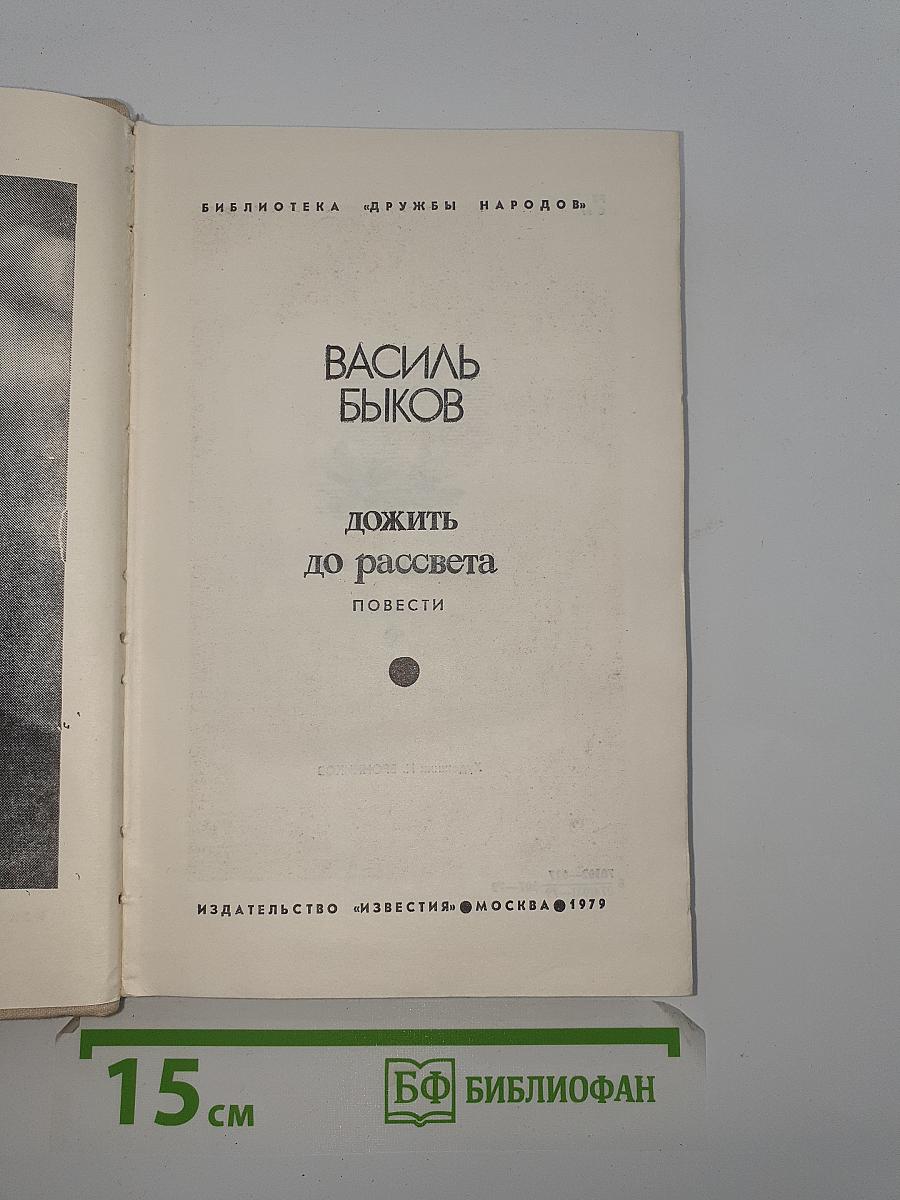 БИБЛИОТЕКА «ДРУЖБЫ НАРОДОВ»
ВАСИЛЬ
БЫКОВ
ДОЖИТЬ
ДО рассвета
ПОВЕСТИ
ИЗДАТЕЛЬСТВО «ИЗВЕСТИЯ» ● МОСКВА ● 1979
15 см
БФ БИБЛИОФАН